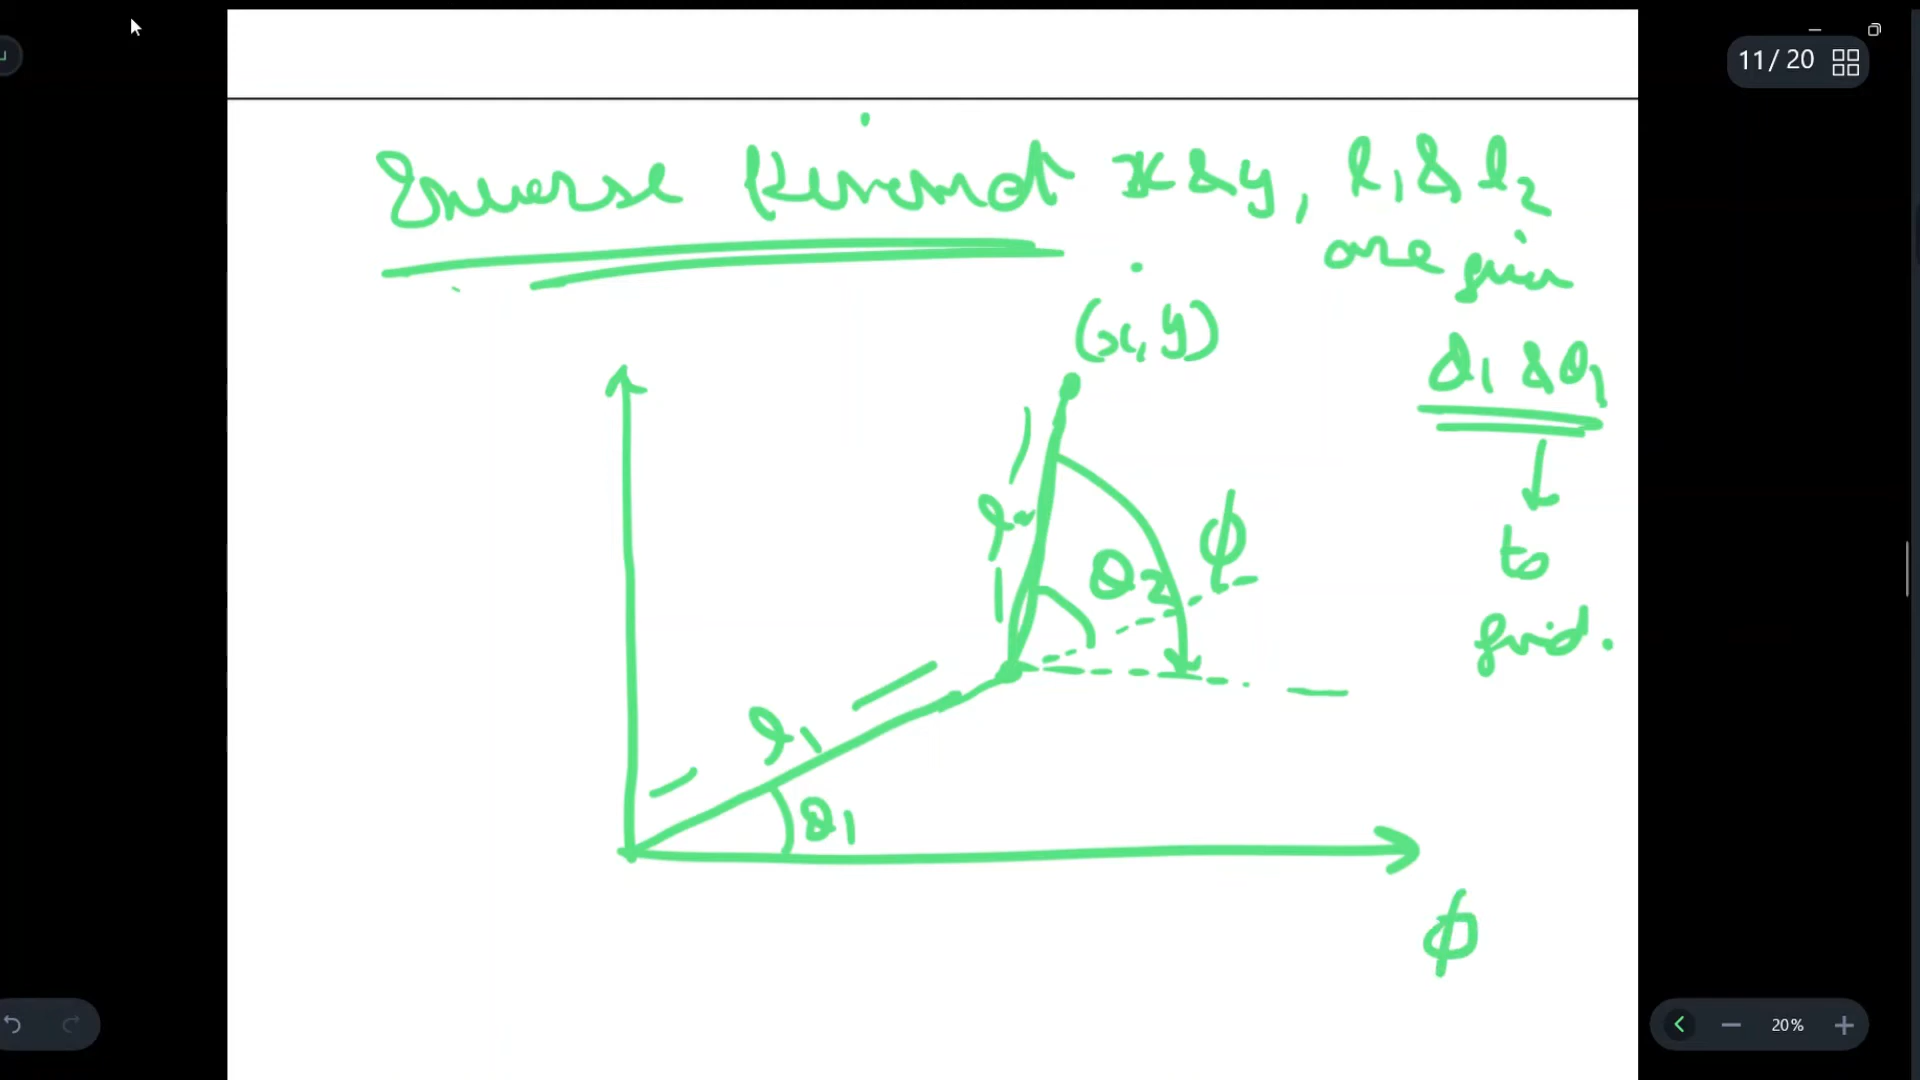 11/ 20
Inverse Kinemat x & y, l1 & l2
are given
θ1 & θ1
↓
to
find.
(x, y)
l2
θ2
ϕ
l1
θ1
ϕ
20%